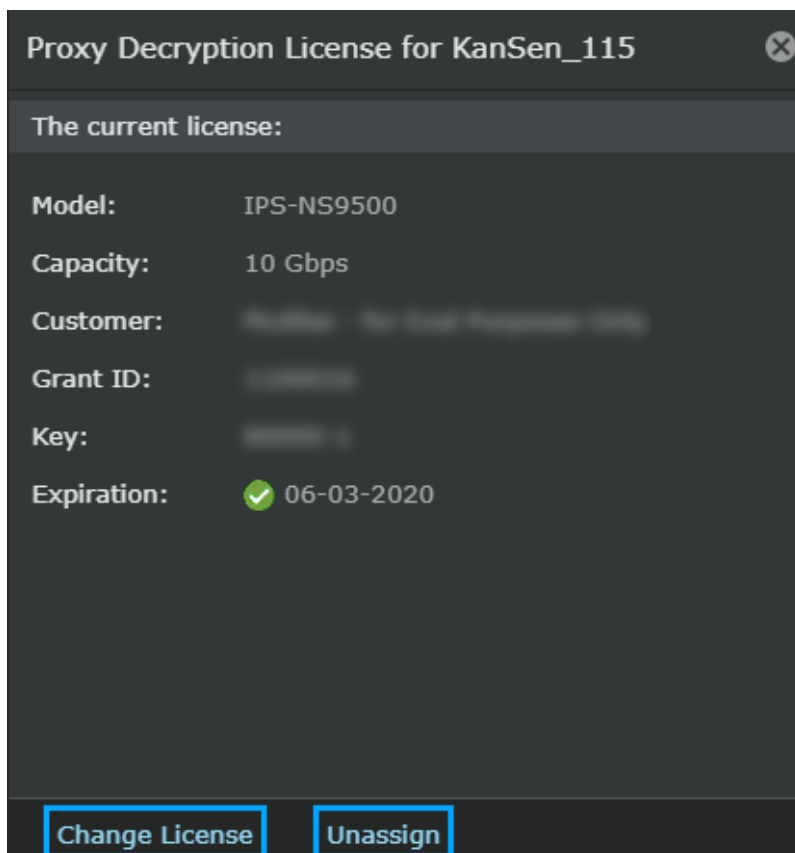 Proxy Decryption License for KanSen_115
The current license:
Model: IPS-NS9500
Capacity: 10 Gbps
Customer:
Grant ID:
Key:
Expiration: 06-03-2020
Change License Unassign